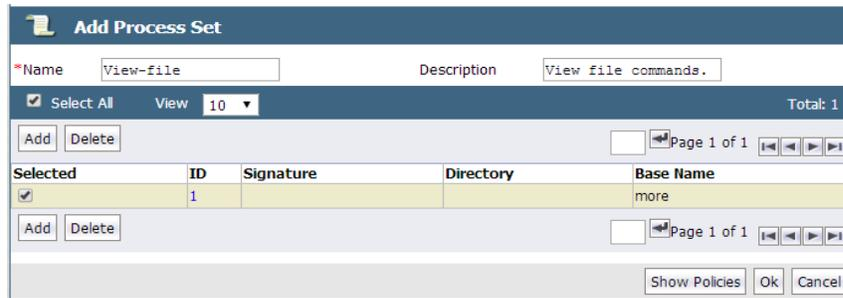 Add Process Set
*Name View-file Description View file commands.
Select All View 10 Total: 1
Add Delete Page 1 of 1
Selected ID Signature Directory Base Name
1 more
Add Delete Page 1 of 1
Show Policies Ok Cancel